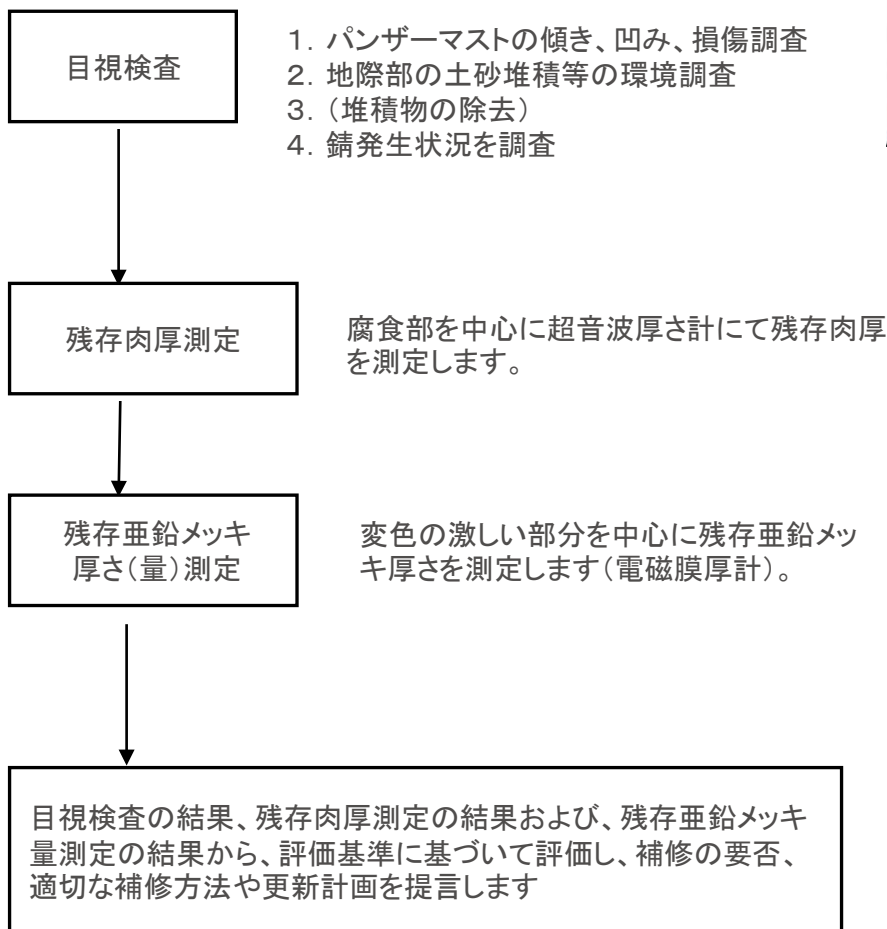 目視検査
１．パンザーマストの傾き、凹み、損傷調査
２．地際部の土砂堆積等の環境調査
３．（堆積物の除去）
４．錆発生状況を調査
残存肉厚測定
腐食部を中心に超音波厚さ計にて残存肉厚
を測定します。
残存亜鉛メッキ
厚さ（量）測定
変色の激しい部分を中心に残存亜鉛メッ
キ厚さを測定します（電磁膜厚計）。
目視検査の結果、残存肉厚測定の結果および、残存亜鉛メッキ
量測定の結果から、評価基準に基づいて評価し、補修の要否、
適切な補修方法や更新計画を提言します